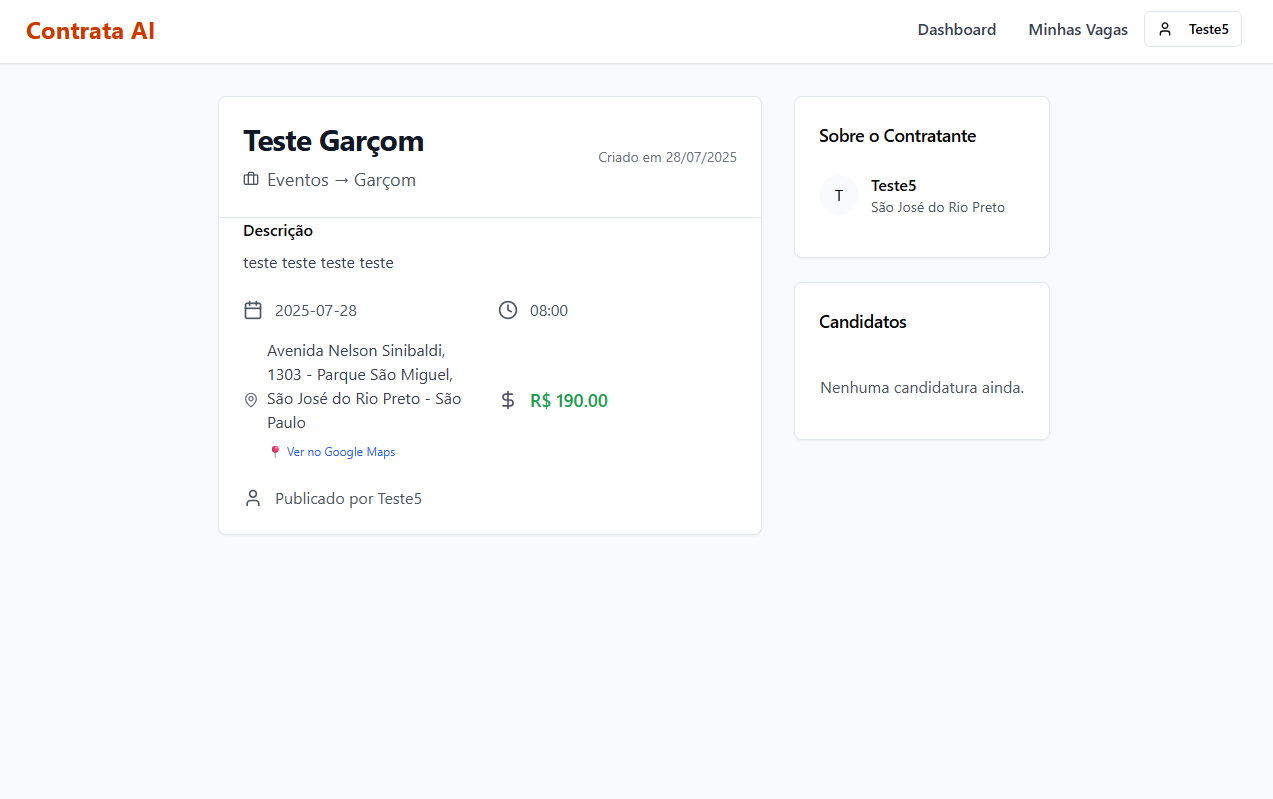 Contrata AI
Dashboard
Minhas Vagas
Teste5
Teste Garçom
Criado em 28/07/2025
Eventos → Garçom
Descrição
teste teste teste teste
2025-07-28
08:00
Avenida Nelson Sinibaldi,
1303 - Parque São Miguel,
São José do Rio Preto - São
Paulo
R$ 190.00
Ver no Google Maps
Publicado por Teste5
Sobre o Contratante
T
Teste5
São José do Rio Preto
Candidatos
Nenhuma candidatura ainda.